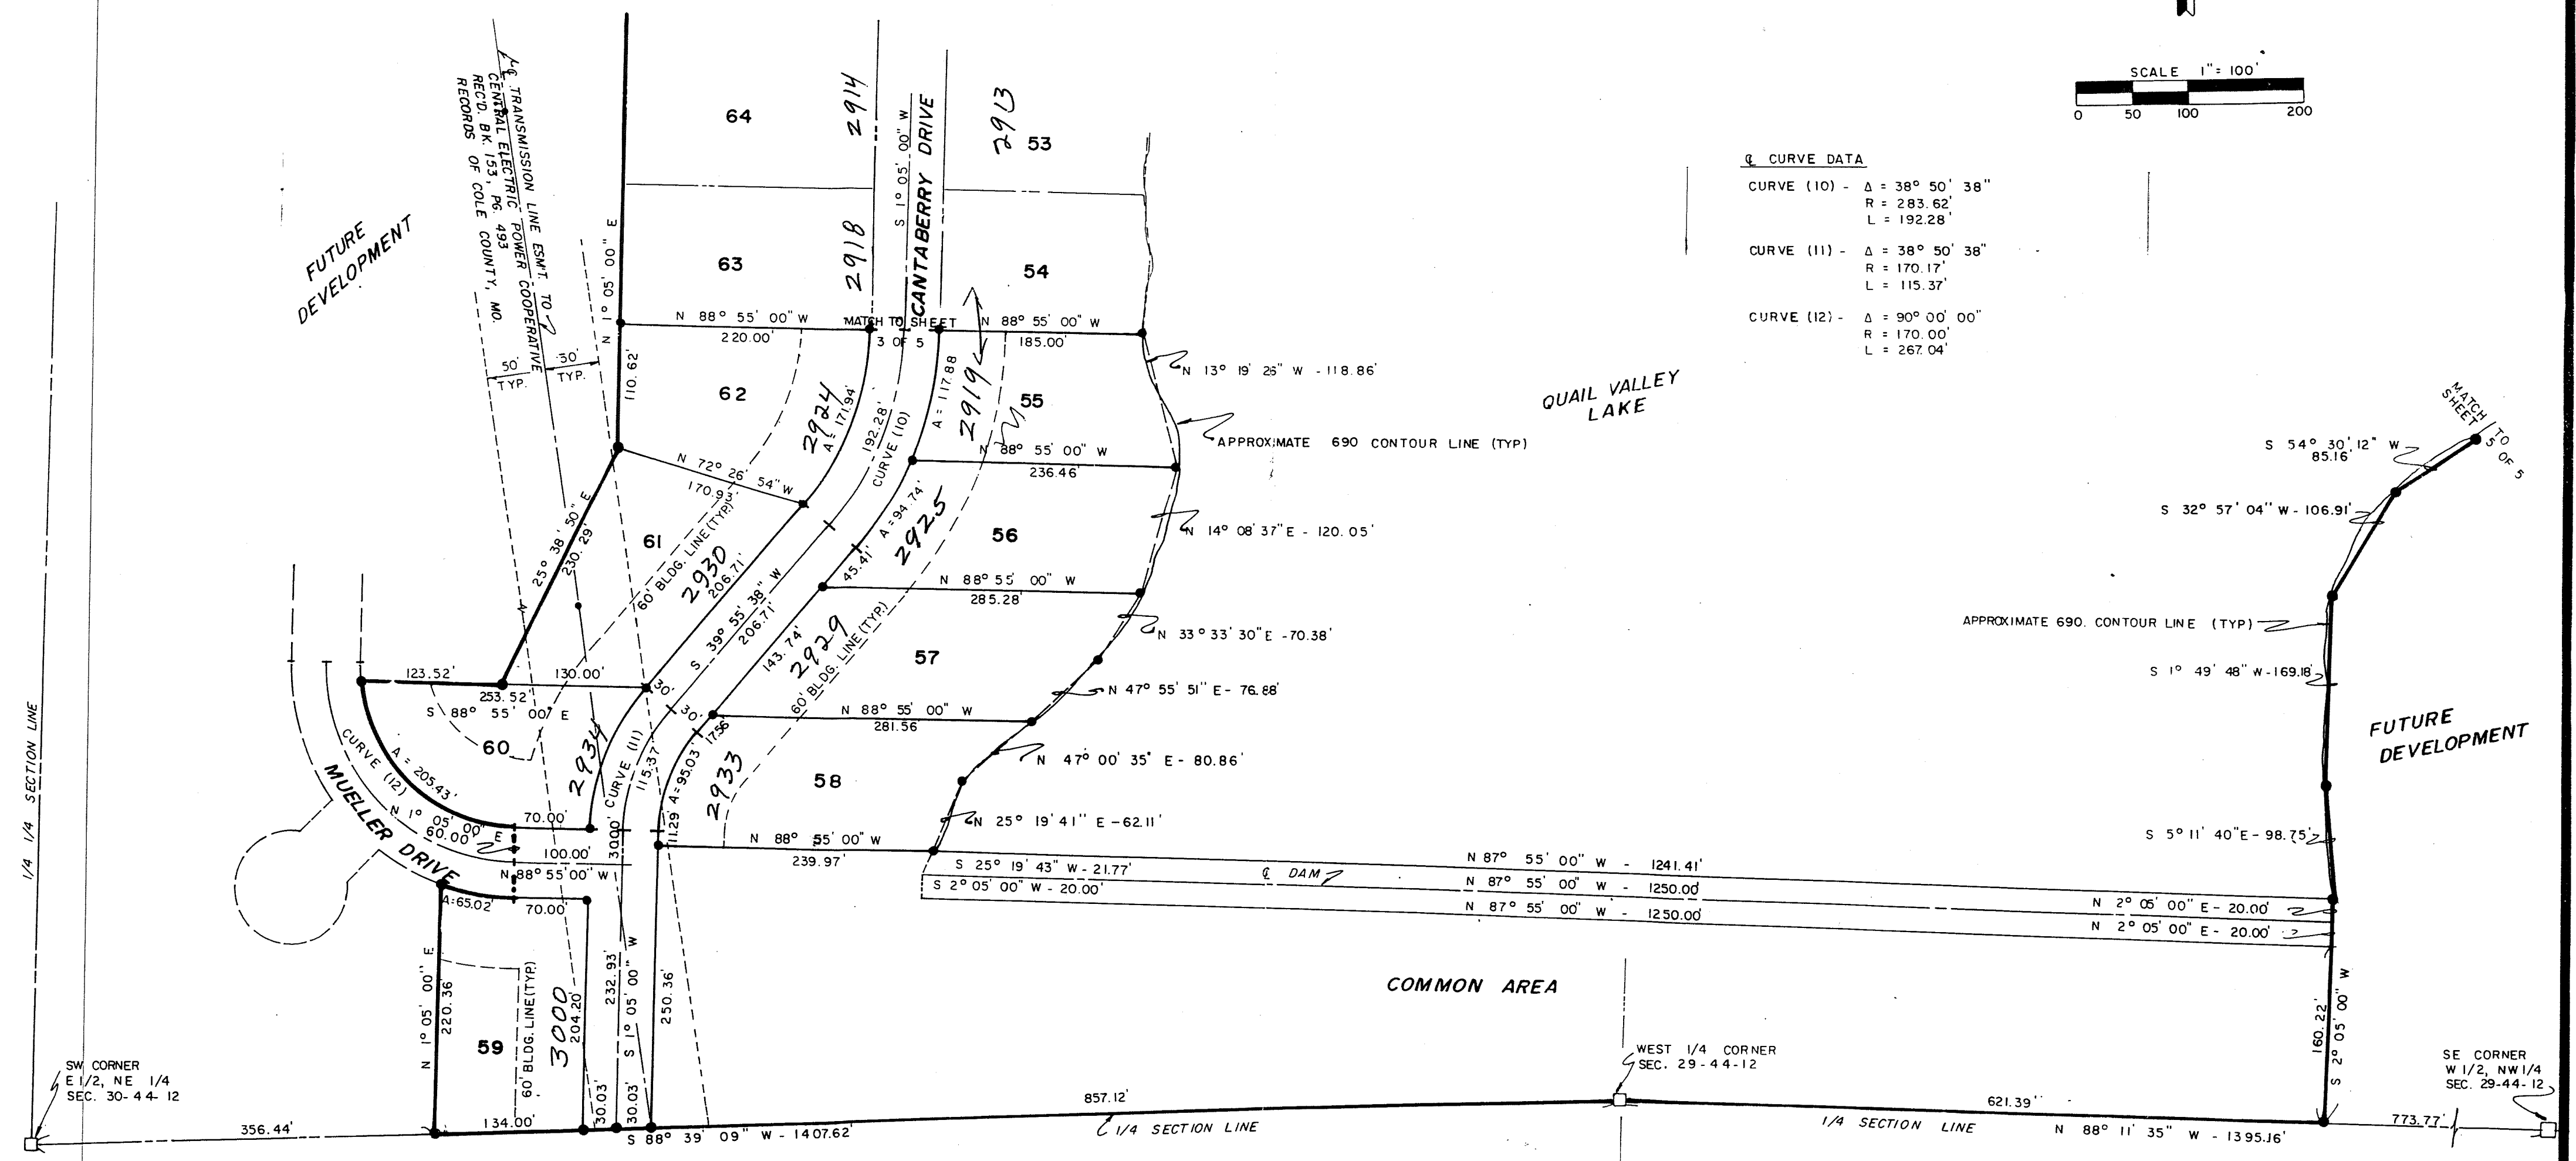 SCALE 1" = 100'
0 50 100 200
℄ CURVE DATA
CURVE (10) - Δ = 38° 50' 38"
R = 283.62'
L = 192.28'
CURVE (11) - Δ = 38° 50' 38"
R = 170.17'
L = 115.37'
CURVE (12) - Δ = 90° 00' 00"
R = 170.00'
L = 267.04'
℄ TRANSMISSION LINE ESM'T. TO
CENTRAL ELECTRIC POWER COOPERATIVE
REC'D. BK. 153, PG. 493
RECORDS OF COLE COUNTY, MO.
FUTURE
DEVELOPMENT
50'
TYP.
50'
TYP.
N 1° 05' 00" E
110.62'
64
2914
63
2918
S 1° 05' 00" W
CANTABERRY DRIVE
2913
53
54
N 88° 55' 00" W
220.00'
MATCH TO SHEET
3 OF 5
N 88° 55' 00" W
185.00'
62
2924
A = 171.94'
192.28'
CURVE (10)
A = 117.88
2919
55
N 13° 19' 26" W - 118.86'
QUAIL VALLEY
LAKE
APPROXIMATE 690 CONTOUR LINE (TYP)
N 88° 55' 00" W
236.46'
N 72° 26' 54" W
170.93'
61
60' BLDG. LINE (TYP.)
2930
206.71'
S 39° 55' 38" W
206.71'
A = 94.74'
45.41'
2925
56
N 14° 08' 37" E - 120.05'
N 25° 38' 50" E
230.29'
N 88° 55' 00" W
285.28'
143.74'
2929
60' BLDG. LINE (TYP.)
57
N 33° 33' 30" E - 70.38'
N 47° 55' 51" E - 76.88'
123.52'
130.00'
253.52'
S 88° 55' 00" E
30'
30'
N 88° 55' 00" W
281.56
17.56
60
2934
CURVE (11)
115.37'
A = 95.03'
2933
58
N 47° 00' 35" E - 80.86'
CURVE (12)
A = 205.43'
MUELLER DRIVE
N 1° 05' 00" E
60.00'
70.00'
100.00'
N 88° 55' 00" W
30.00'
11.29'
N 25° 19' 41" E - 62.11'
N 88° 55' 00" W
239.97'
A = 65.02'
70.00'
S 25° 19' 43" W - 21.77'
S 2° 05' 00" W - 20.00'
℄ DAM
N 87° 55' 00" W - 1241.41'
N 87° 55' 00" W - 1250.00'
N 87° 55' 00" W - 1250.00'
N 2° 05' 00" E - 20.00'
N 2° 05' 00" E - 20.00'
MATCH TO
SHEET 5 OF 5
S 54° 30' 12" W
85.16'
S 32° 57' 04" W - 106.91'
APPROXIMATE 690. CONTOUR LINE (TYP)
S 1° 49' 48" W - 169.18'
FUTURE
DEVELOPMENT
S 5° 11' 40" E - 98.75'
COMMON AREA
N 1° 05' 00" E
220.36'
59
60' BLDG. LINE (TYP.)
3000
204.20'
232.93'
S 1° 05' 00" W
250.36'
160.22'
S 2° 05' 00" W
1/4 1/4 SECTION LINE
SW CORNER
E 1/2, NE 1/4
SEC. 30-44-12
WEST 1/4 CORNER
SEC. 29-44-12
SE CORNER
W 1/2, NW 1/4
SEC. 29-44-12
356.44'
134.00'
30.03'
30.03'
857.12'
621.39'
773.77'
S 88° 39' 09" W - 1407.62'
1/4 SECTION LINE
1/4 SECTION LINE
N 88° 11' 35" W - 1395.16'